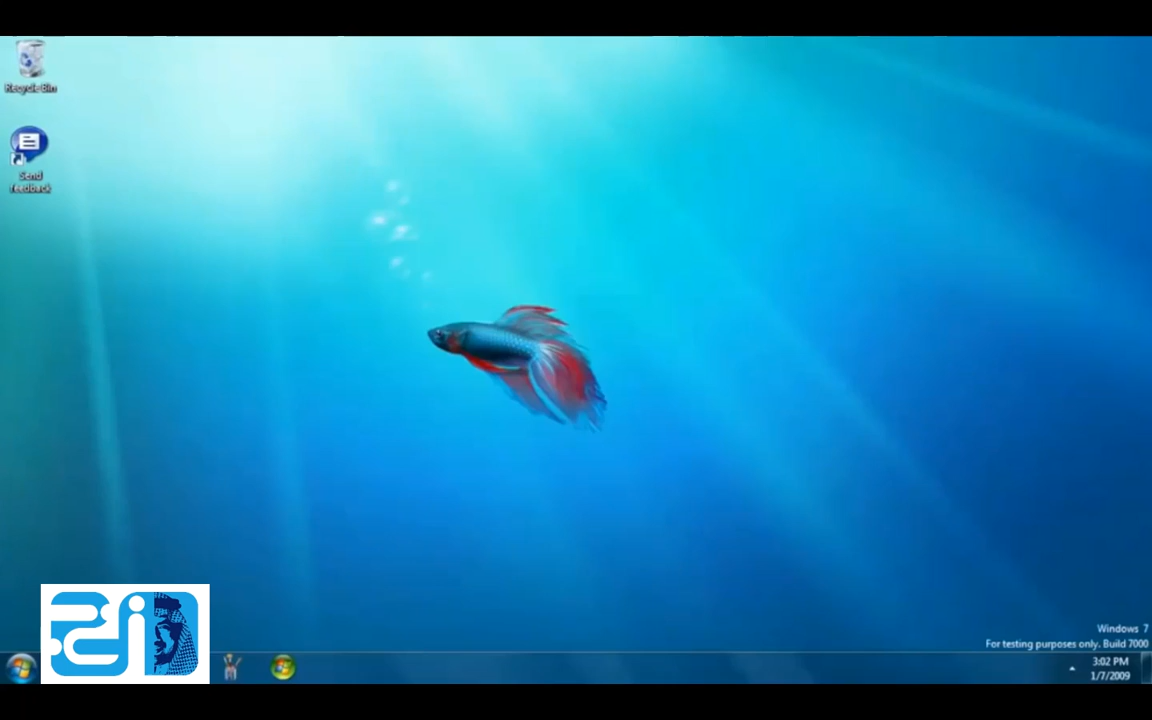 Recycle Bin
Send
feedback
Windows 7
For testing purposes only. Build 7000
3:02 PM
1/7/2009